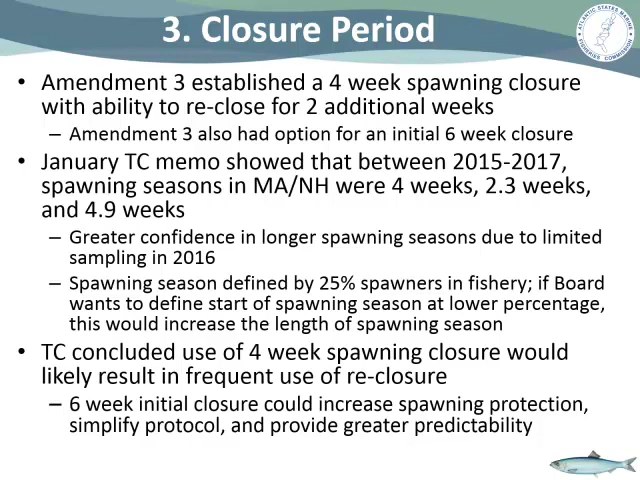 3. Closure Period
ATLANTIC STATES MARINE
FISHERIES COMMISSION
• Amendment 3 established a 4 week spawning closure
with ability to re-close for 2 additional weeks
– Amendment 3 also had option for an initial 6 week closure
• January TC memo showed that between 2015-2017,
spawning seasons in MA/NH were 4 weeks, 2.3 weeks,
and 4.9 weeks
– Greater confidence in longer spawning seasons due to limited
sampling in 2016
– Spawning season defined by 25% spawners in fishery; if Board
wants to define start of spawning season at lower percentage,
this would increase the length of spawning season
• TC concluded use of 4 week spawning closure would
likely result in frequent use of re-closure
– 6 week initial closure could increase spawning protection,
simplify protocol, and provide greater predictability